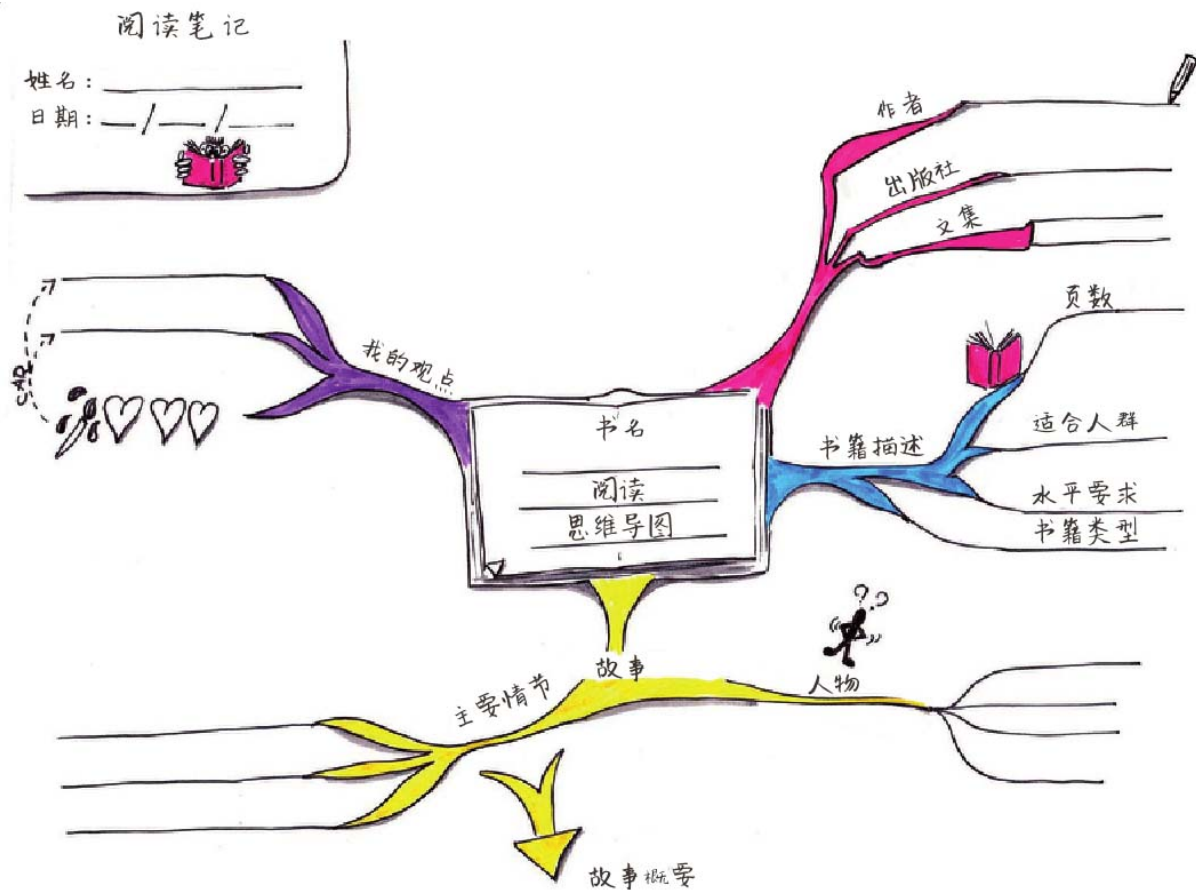 阅读笔记
姓名：
日期： / /
作者
出版社
文集
页数
我的观点
书名
阅读
思维导图
书籍描述
适合人群
水平要求
书籍类型
故事
主要情节
人物
??
故事概要